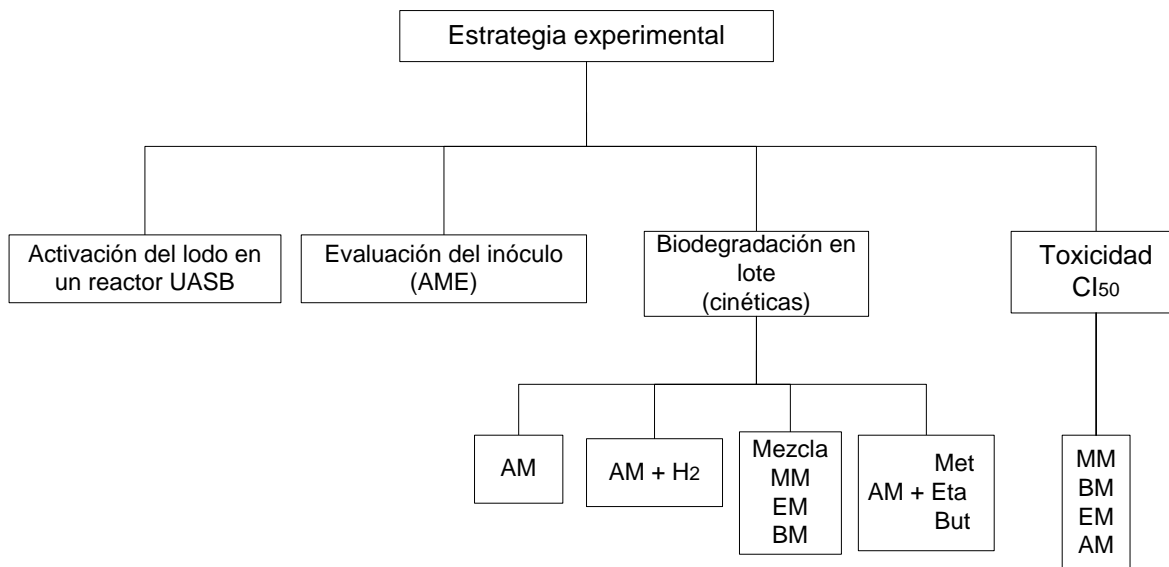 Estrategia experimental
Activación del lodo en
un reactor UASB
Evaluación del inóculo
(AME)
Biodegradación en
lote
(cinéticas)
Toxicidad
CI50
AM
AM + H2
Mezcla
MM
EM
BM
Met
AM + Eta
But
MM
BM
EM
AM